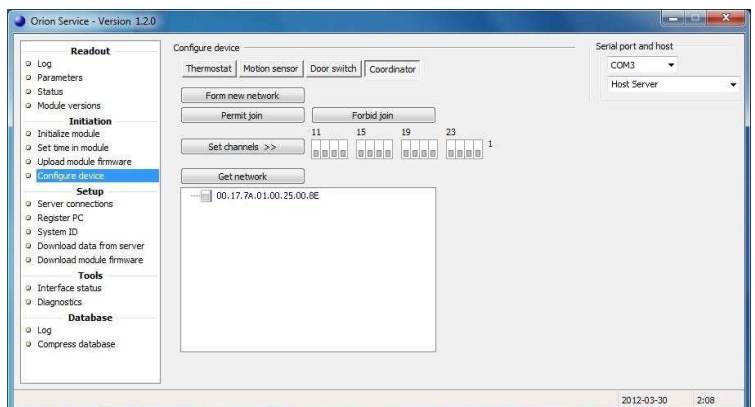 Orion Service - Version 1.2.0
Readout
Log
Parameters
Status
Module versions
Initiation
Initialize module
Set time in module
Upload module firmware
Configure device
Setup
Server connections
Register PC
System ID
Download data from server
Download module firmware
Tools
Interface status
Diagnostics
Database
Log
Compress database
Configure device
Thermostat Motion sensor Door switch Coordinator
Form new network
Permit join Forbid join
11 15 19 23
Set channels >> 1
Get network
00.17.7A.01.00.25.00.8E
Serial port and host
COM3
Host Server
2012-03-30 2:08